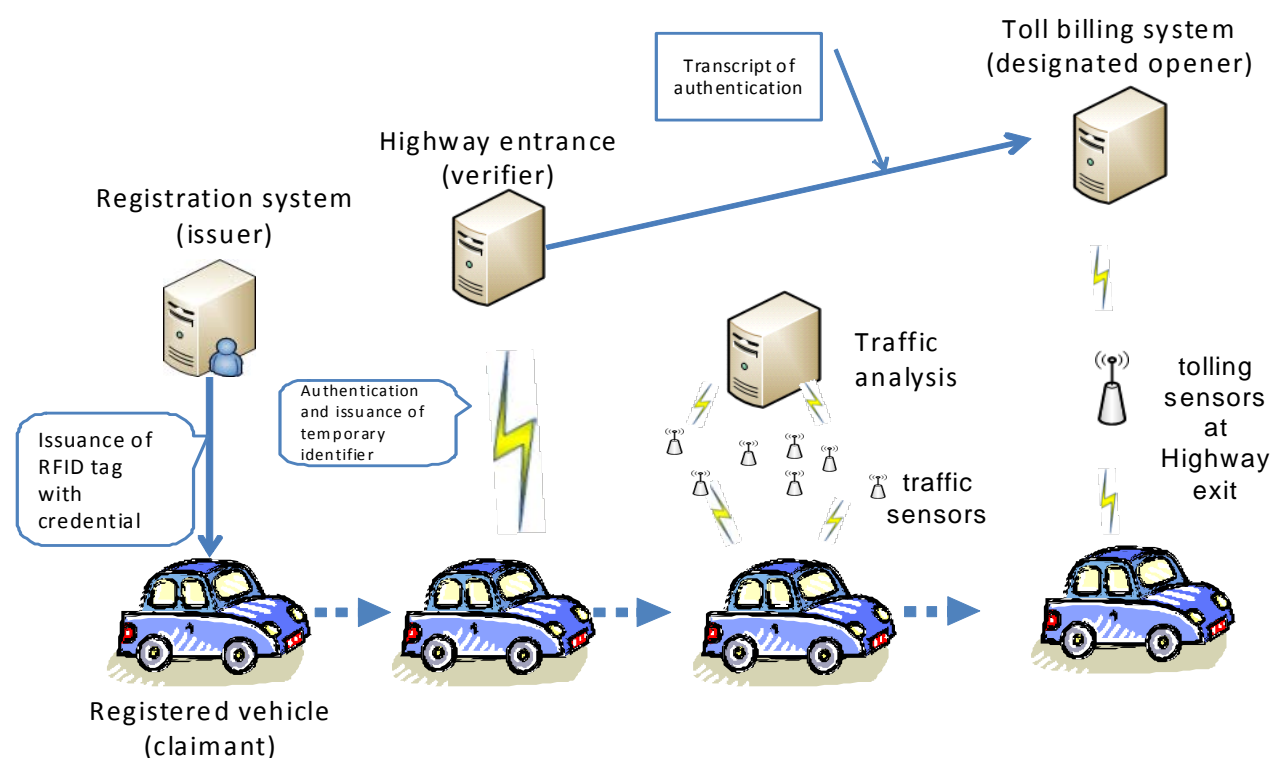 Toll billing system
(designated opener)
Transcript of
authentication
Highway entrance
(verifier)
Registration system
(issuer)
Traffic
analysis
tolling
sensors
at
Highway
exit
Authentication
and issuance of
temporary
identifier
Issuance of
RFID tag
with
credential
traffic
sensors
Registered vehicle
(claimant)